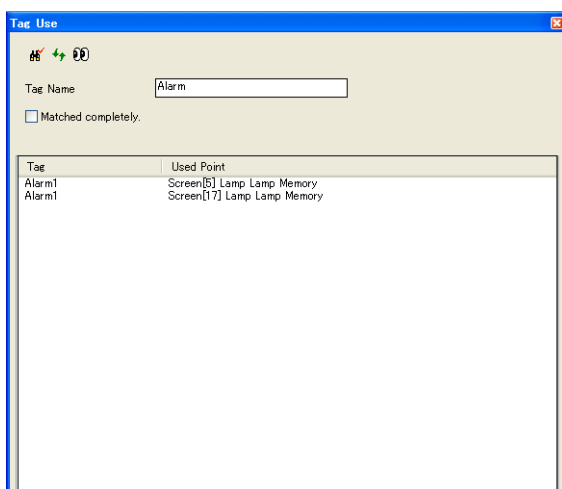 Tag Use
Tag Name
Alarm
Matched completely.
Tag Used Point
Alarm1 Screen[5] Lamp Lamp Memory
Alarm1 Screen[17] Lamp Lamp Memory